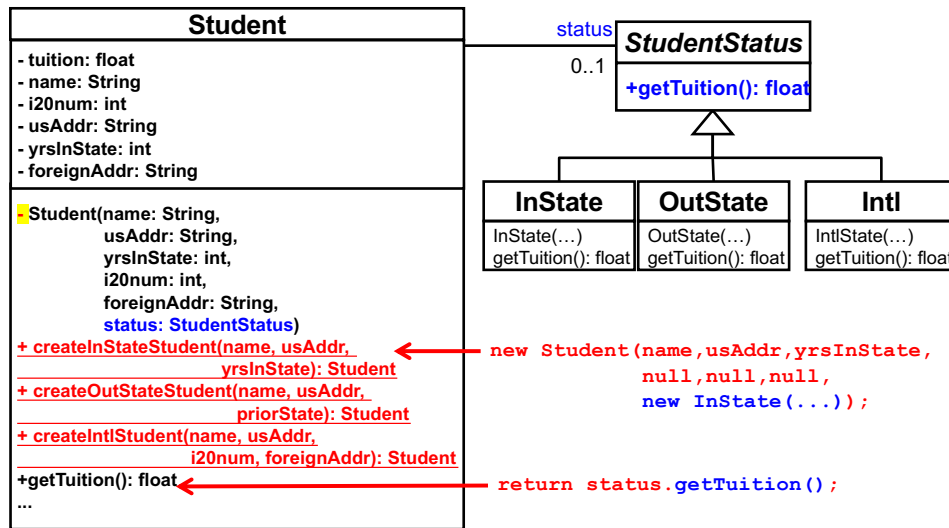 Student
- tuition: float
- name: String
- i20num: int
- usAddr: String
- yrsInState: int
- foreignAddr: String
- Student(name: String,
usAddr: String,
yrsInState: int,
i20num: int,
foreignAddr: String,
status: StudentStatus)
+ createInStateStudent(name, usAddr,
yrsInState): Student
+ createOutStateStudent(name, usAddr,
priorState): Student
+ createIntlStudent(name, usAddr,
i20num, foreignAddr): Student
+getTuition(): float
...
status
0..1
StudentStatus
+getTuition(): float
InState
InState(...)
getTuition(): float
OutState
OutState(...)
getTuition(): float
Intl
IntlState(...)
getTuition(): float
new Student(name,usAddr,yrsInState,
null,null,null,
new InState(...));
return status.getTuition();